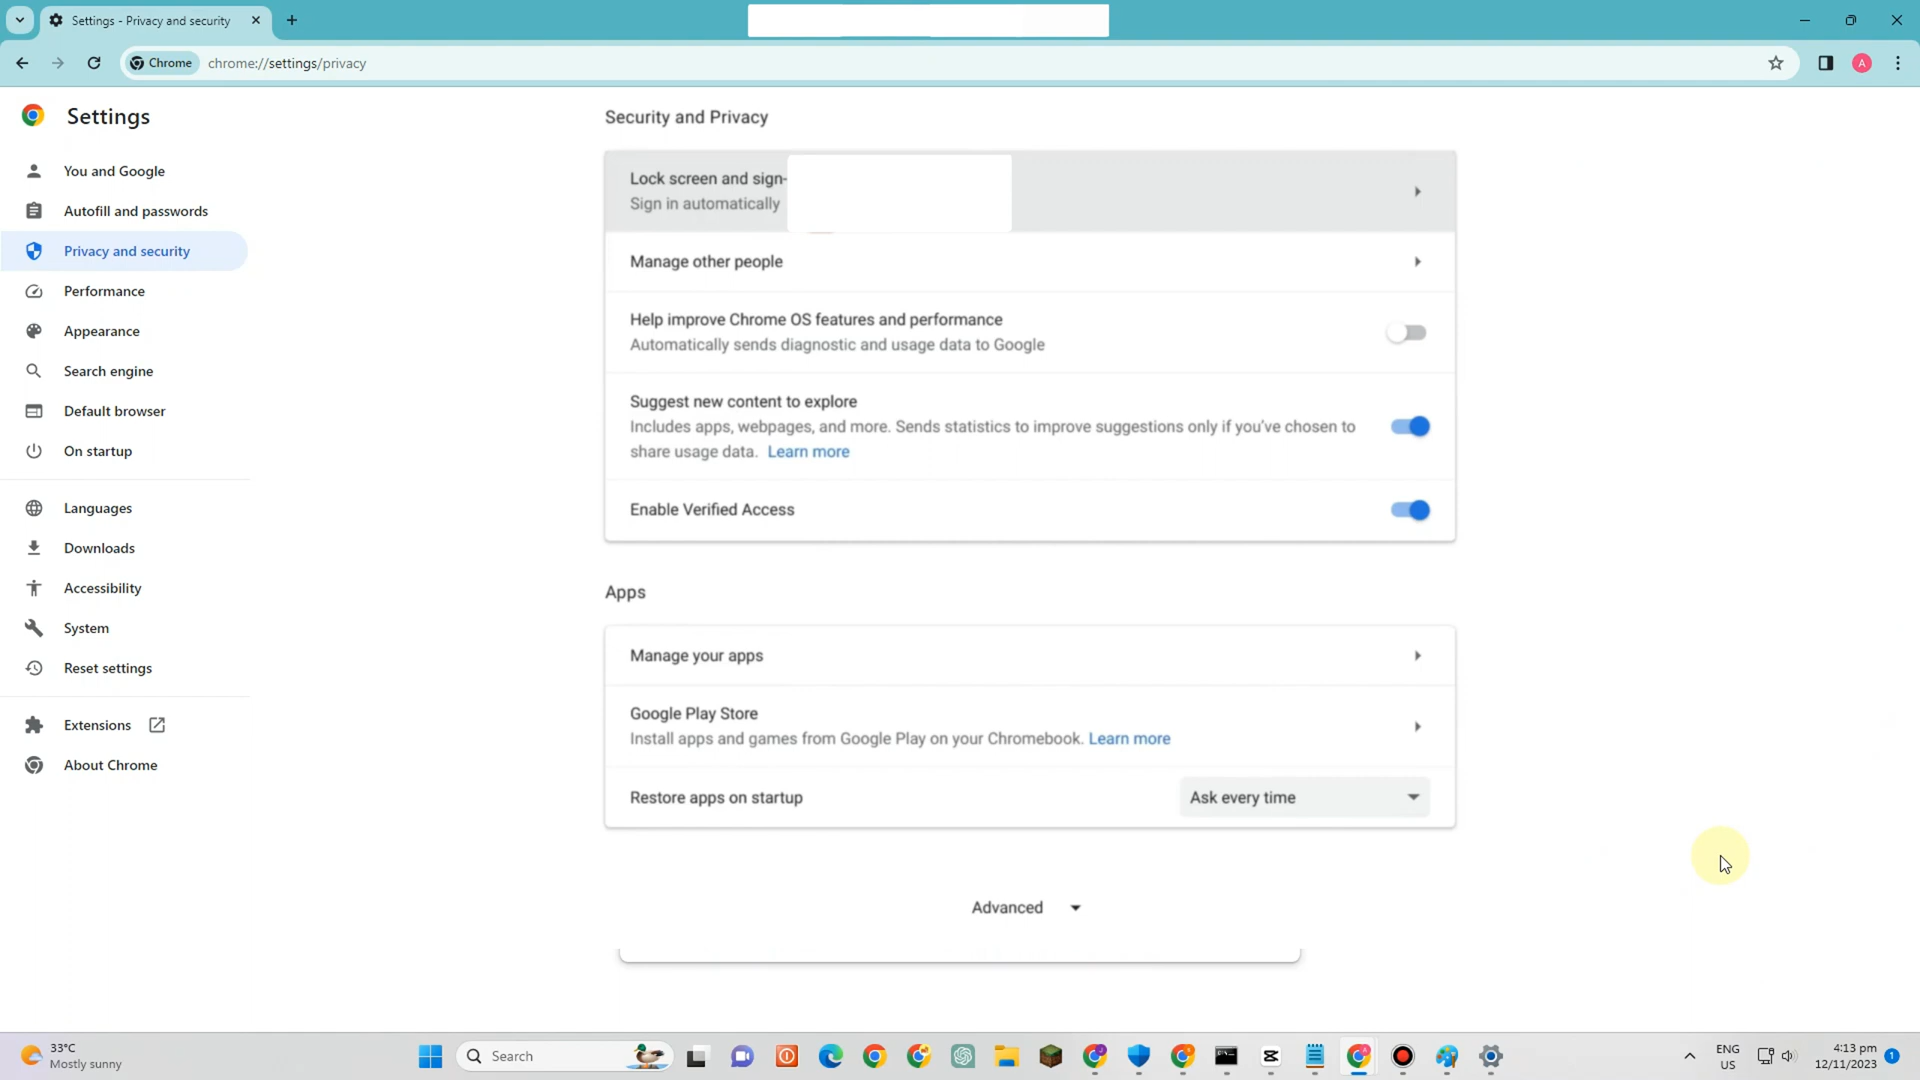 Settings - Privacy and security
Chrome
chrome://settings/privacy
A
Settings
You and Google
Autofill and passwords
Privacy and security
Performance
Appearance
Search engine
Default browser
On startup
Languages
Downloads
Accessibility
System
Reset settings
Extensions
About Chrome
Security and Privacy
Lock screen and sign-
Sign in automatically
Manage other people
Help improve Chrome OS features and performance
Automatically sends diagnostic and usage data to Google
Suggest new content to explore
Includes apps, webpages, and more. Sends statistics to improve suggestions only if you've chosen to
share usage data. Learn more
Enable Verified Access
Apps
Manage your apps
Google Play Store
Install apps and games from Google Play on your Chromebook. Learn more
Restore apps on startup
Ask every time
Advanced
33°C
Mostly sunny
Search
ENG
US
4:13 pm
12/11/2023
1